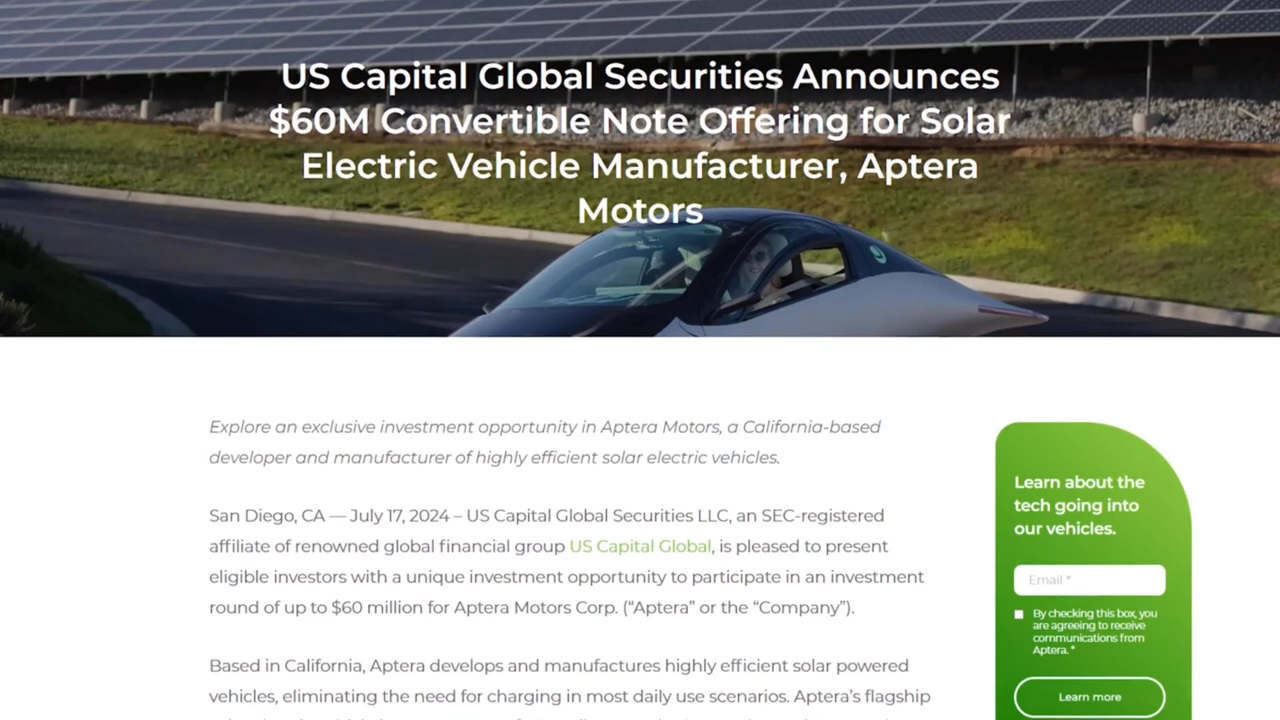 US Capital Global Securities Announces
$60M Convertible Note Offering for Solar
Electric Vehicle Manufacturer, Aptera
Motors
Explore an exclusive investment opportunity in Aptera Motors, a California-based
developer and manufacturer of highly efficient solar electric vehicles.
San Diego, CA — July 17, 2024 – US Capital Global Securities LLC, an SEC-registered
affiliate of renowned global financial group US Capital Global, is pleased to present
eligible investors with a unique investment opportunity to participate in an investment
round of up to $60 million for Aptera Motors Corp. (“Aptera” or the “Company”).
Based in California, Aptera develops and manufactures highly efficient solar powered
vehicles, eliminating the need for charging in most daily use scenarios. Aptera’s flagship
Learn about the
tech going into
our vehicles.
Email *
By checking this box, you
are agreeing to receive
communications from
Aptera. *
Learn more